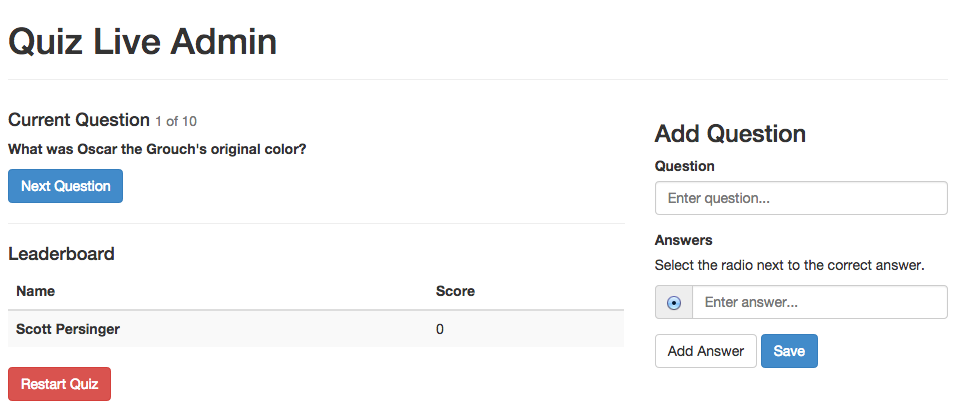 Quiz Live Admin
Current Question 1 of 10
What was Oscar the Grouch's original color?
Next Question
Leaderboard
Name Score
Scott Persinger 0
Restart Quiz
Add Question
Question
Enter question...
Answers
Select the radio next to the correct answer.
Enter answer...
Add Answer Save